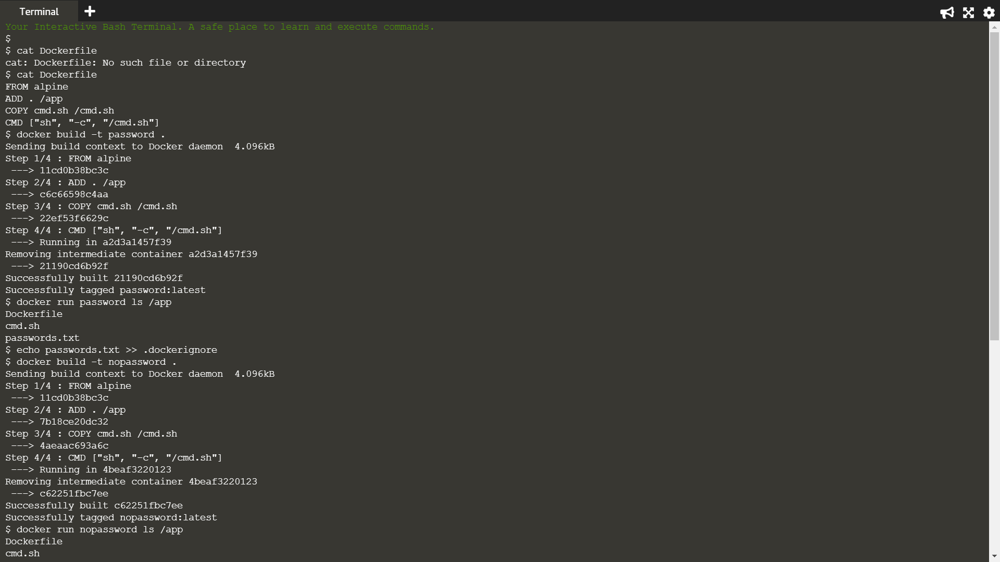 Terminal
Your Interactive Bash Terminal. A safe place to learn and execute commands.
$
$ cat Dockerfile
cat: Dockerfile: No such file or directory
$ cat Dockerfile
FROM alpine
ADD . /app
COPY cmd.sh /cmd.sh
CMD ["sh", "-c", "/cmd.sh"]
$ docker build -t password .
Sending build context to Docker daemon  4.096kB
Step 1/4 : FROM alpine
 ---> 11cd0b38bc3c
Step 2/4 : ADD . /app
 ---> c6c66598c4aa
Step 3/4 : COPY cmd.sh /cmd.sh
 ---> 22ef53f6629c
Step 4/4 : CMD ["sh", "-c", "/cmd.sh"]
 ---> Running in a2d3a1457f39
Removing intermediate container a2d3a1457f39
 ---> 21190cd6b92f
Successfully built 21190cd6b92f
Successfully tagged password:latest
$ docker run password ls /app
Dockerfile
cmd.sh
passwords.txt
$ echo passwords.txt >> .dockerignore
$ docker build -t nopassword .
Sending build context to Docker daemon  4.096kB
Step 1/4 : FROM alpine
 ---> 11cd0b38bc3c
Step 2/4 : ADD . /app
 ---> 7b18ce20dc32
Step 3/4 : COPY cmd.sh /cmd.sh
 ---> 4aeaac693a6c
Step 4/4 : CMD ["sh", "-c", "/cmd.sh"]
 ---> Running in 4beaf3220123
Removing intermediate container 4beaf3220123
 ---> c62251fbc7ee
Successfully built c62251fbc7ee
Successfully tagged nopassword:latest
$ docker run nopassword ls /app
Dockerfile
cmd.sh